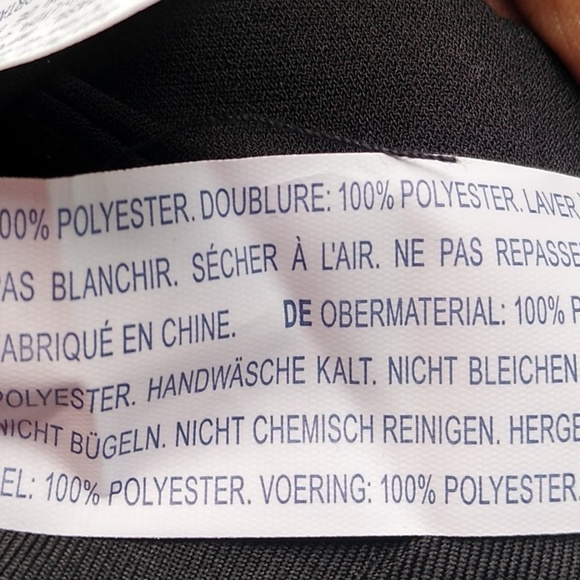 00% POLYESTER. DOUBLURE: 100% POLYESTER. LAVER
AS BLANCHIR. SÉCHER À L'AIR. NE PAS REPASSE
ABRIQUÉ EN CHINE. DE OBERMATERIAL: 100% P
POLYESTER. HANDWÄSCHE KALT. NICHT BLEICHEN
NICHT BÜGELN. NICHT CHEMISCH REINIGEN. HERGE
EL: 100% POLYESTER. VOERING: 100% POLYESTER.